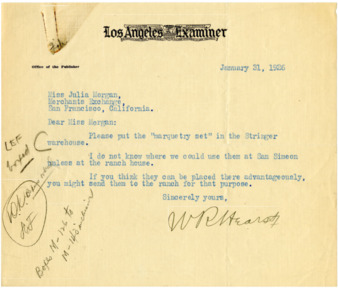 Los Angeles Examiner
Office of the Publisher
January 31, 1926
Miss Julia Morgan,
Merchants Exchange,
San Francisco, California.
Dear Miss Morgan:
Please put the "barquetry set" in the Stringer
warehouse.
I do not know where we could use them at San Simeon
unless at the ranch house.
If you think they can be placed there advantageously,
you might send them to the ranch for that purpose.
Sincerely yours,
WR Hearst